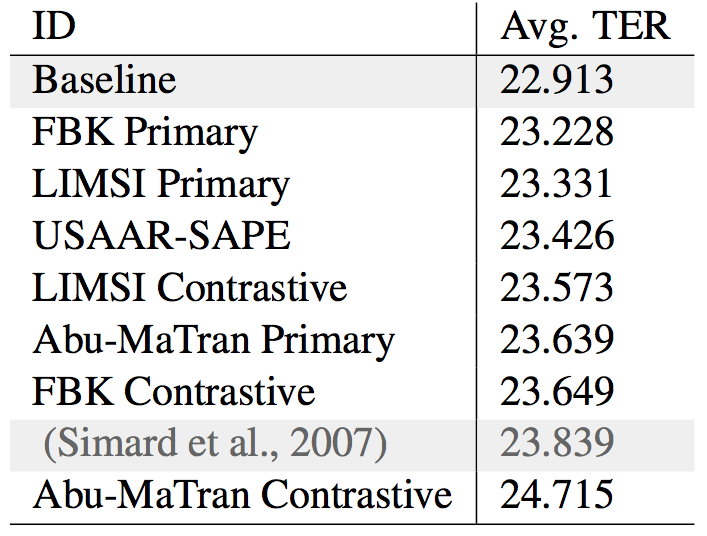 ID Avg. TER
Baseline 22.913
FBK Primary 23.228
LIMSI Primary 23.331
USAAR-SAPE 23.426
LIMSI Contrastive 23.573
Abu-MaTran Primary 23.639
FBK Contrastive 23.649
(Simard et al., 2007) 23.839
Abu-MaTran Contrastive 24.715